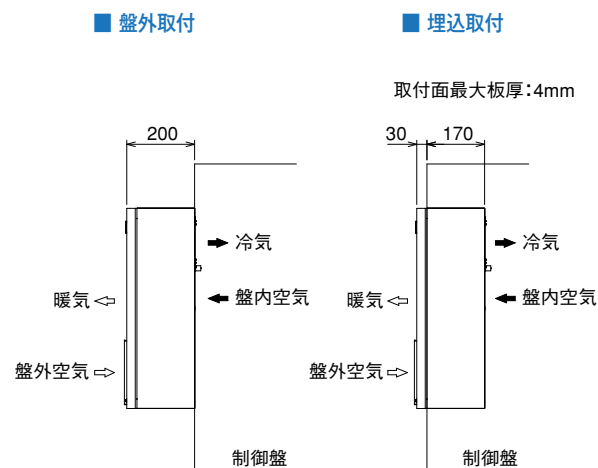 ■ 盤外取付
200
冷気
暖気
盤内空気
盤外空気
制御盤
■ 埋込取付
取付面最大板厚：4mm
30 170
冷気
暖気
盤内空気
盤外空気
制御盤